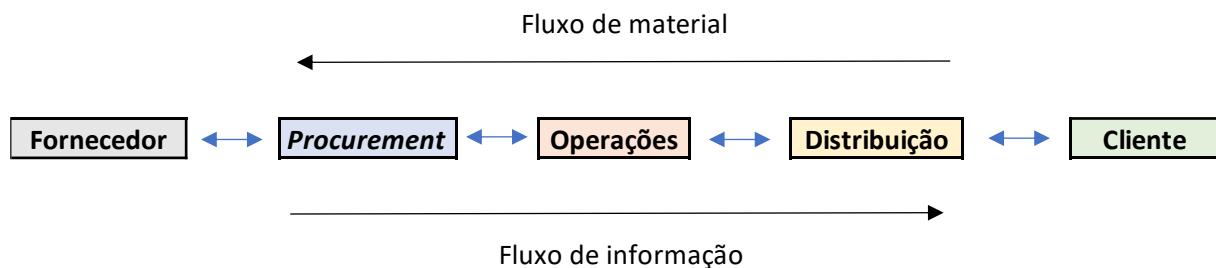 Fluxo de material
Fornecedor Procurement Operações Distribuição Cliente
Fluxo de informação